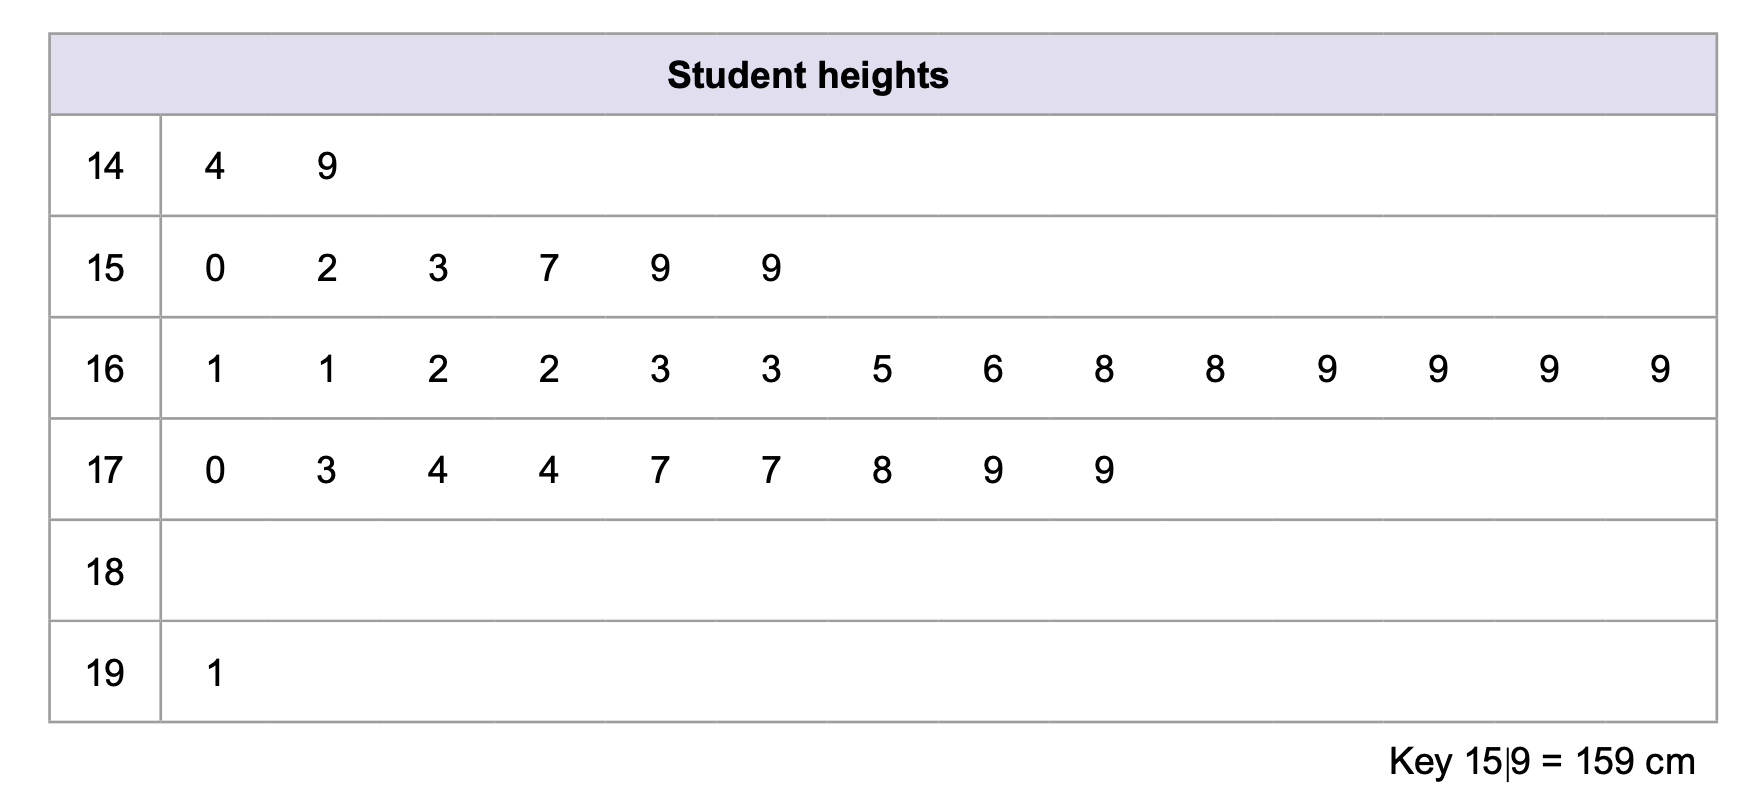 Student heights
14 4 9
15 0 2 3 7 9 9
16 1 1 2 2 3 3 5 6 8 8 9 9 9 9
17 0 3 4 4 7 7 8 9 9
18
19 1
Key 15|9 = 159 cm